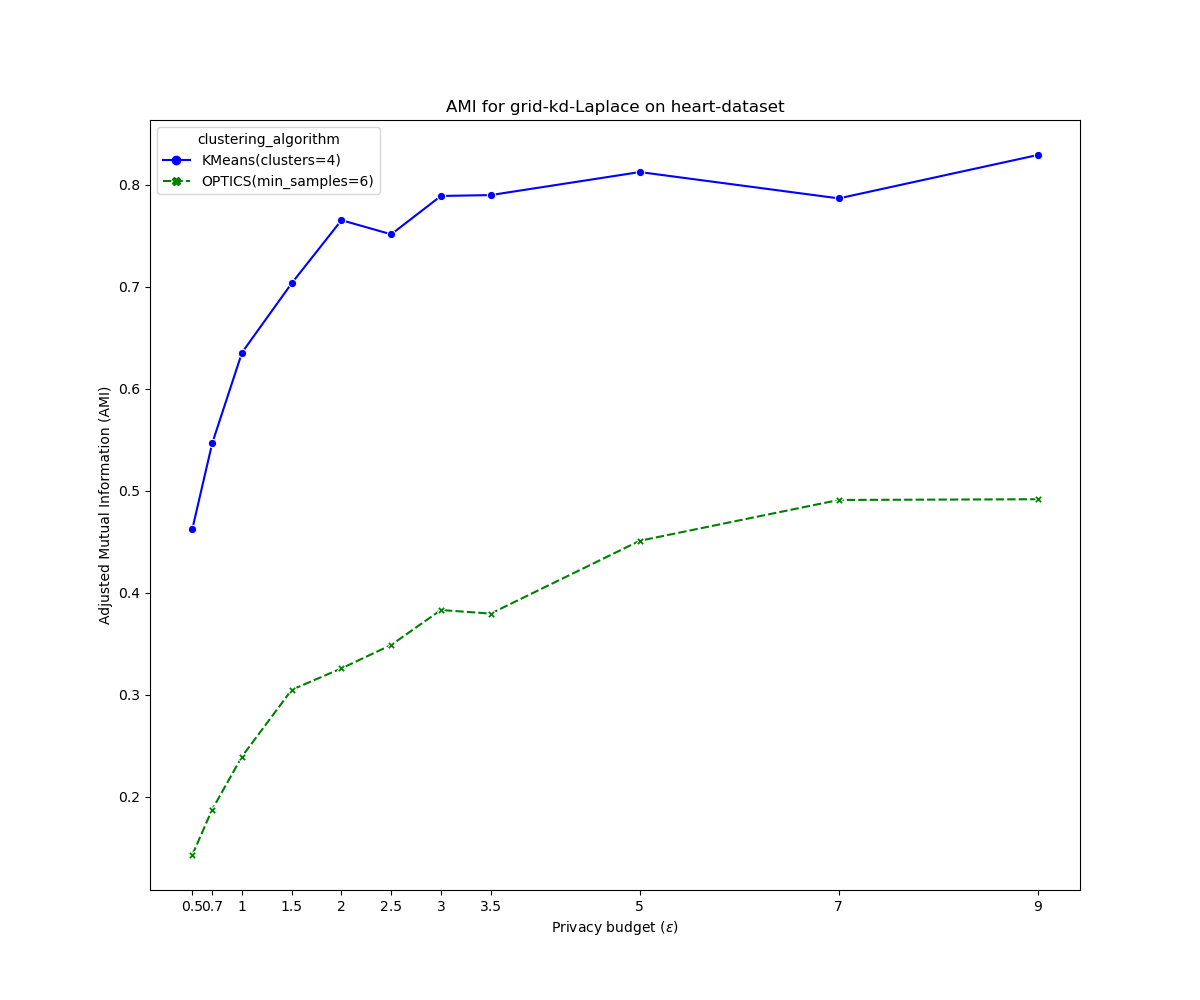 AMI for grid-kd-Laplace on heart-dataset
clustering_algorithm
KMeans(clusters=4)
OPTICS(min_samples=6)
Adjusted Mutual Information (AMI)
0.8
0.7
0.6
0.5
0.4
0.3
0.2
0.5 0.7 1 1.5 2 2.5 3 3.5 5 7 9
Privacy budget (ε)